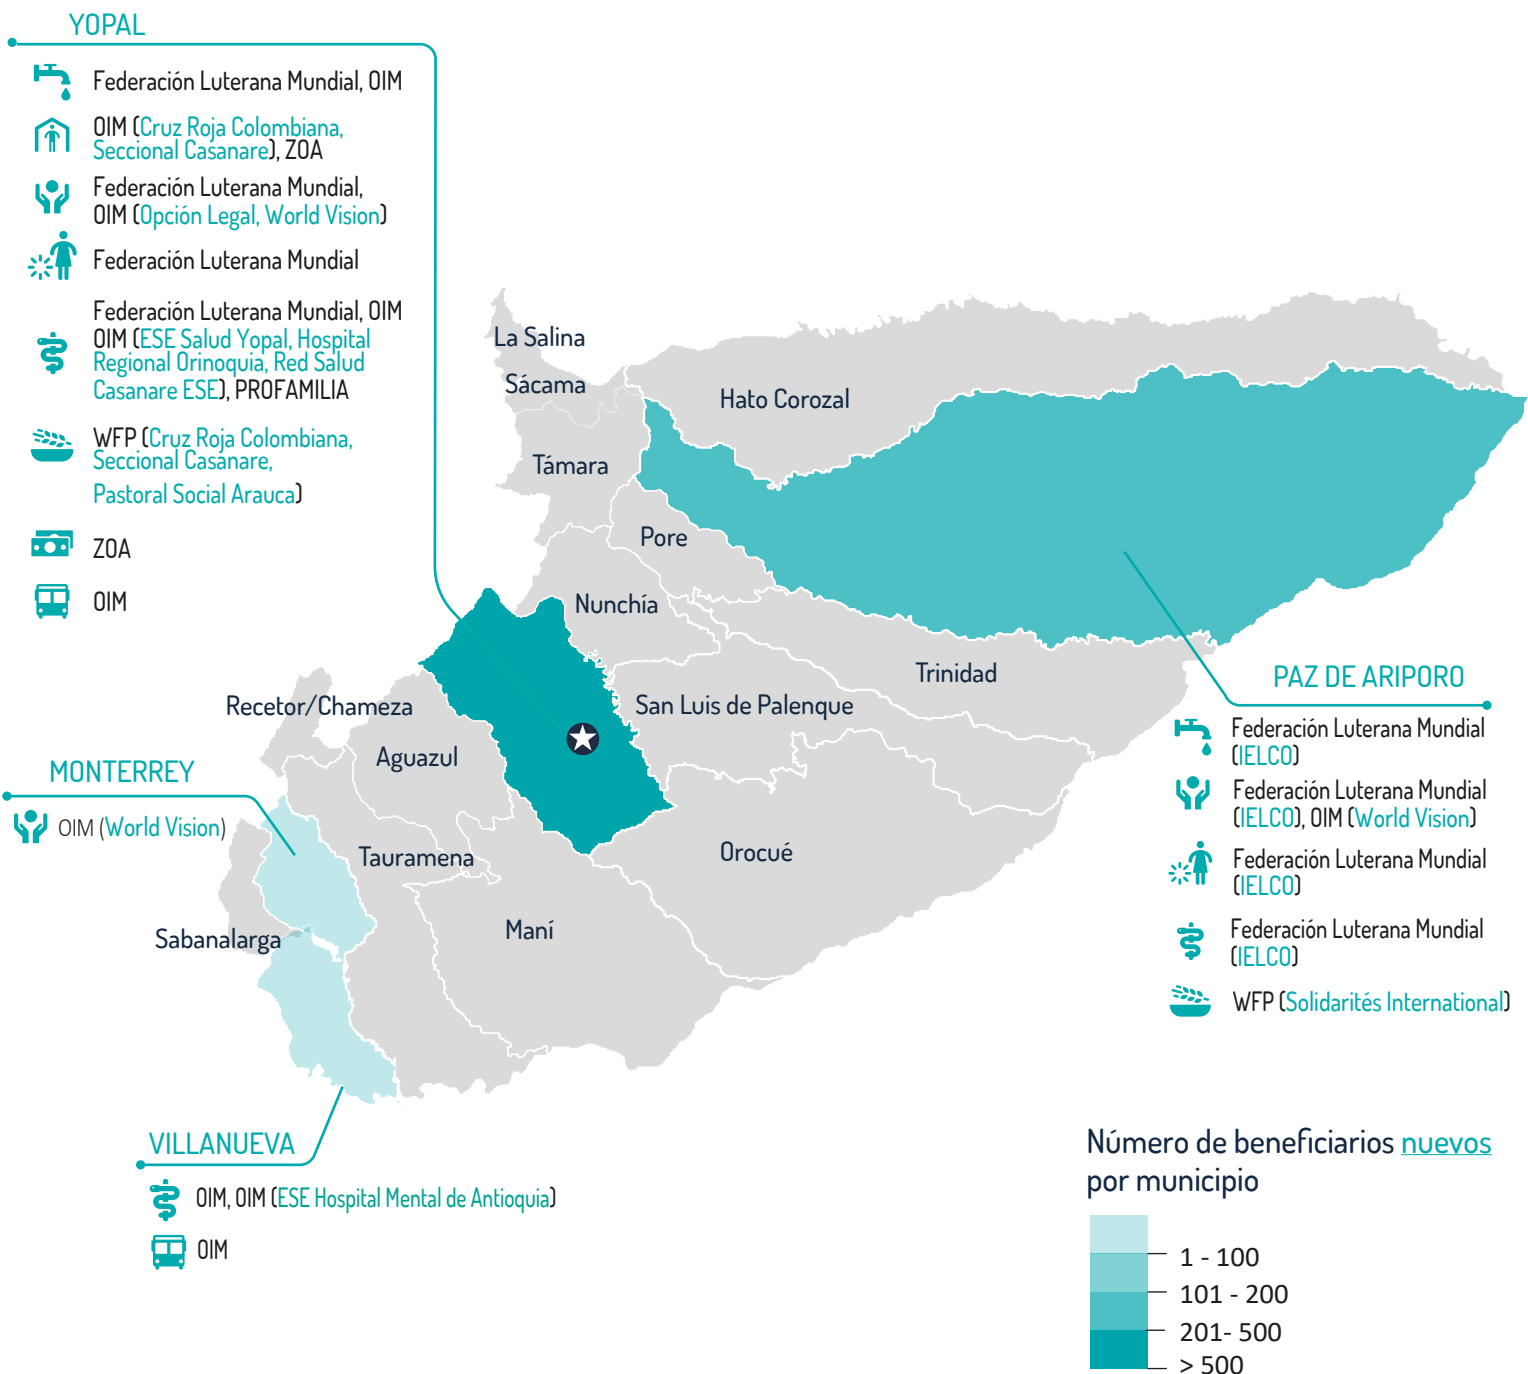 YOPAL
Federación Luterana Mundial, OIM
OIM (Cruz Roja Colombiana,
Seccional Casanare), ZOA
Federación Luterana Mundial,
OIM (Opción Legal, World Vision)
Federación Luterana Mundial
Federación Luterana Mundial, OIM
OIM (ESE Salud Yopal, Hospital
Regional Orinoquia, Red Salud
Casanare ESE), PROFAMILIA
WFP (Cruz Roja Colombiana,
Seccional Casanare,
Pastoral Social Arauca)
ZOA
OIM
La Salina
Sácama
Hato Corozal
Támara
Pore
Nunchía
Trinidad
San Luis de Palenque
Recetor/Chameza
Aguazul
Tauramena
Orocué
Maní
Sabanalarga
MONTERREY
OIM (World Vision)
PAZ DE ARIPORO
Federación Luterana Mundial
(IELCO)
Federación Luterana Mundial
(IELCO), OIM (World Vision)
Federación Luterana Mundial
(IELCO)
Federación Luterana Mundial
(IELCO)
WFP (Solidarités International)
VILLANUEVA
OIM, OIM (ESE Hospital Mental de Antioquia)
OIM
Número de beneficiarios nuevos
por municipio
1 - 100
101 - 200
201- 500
> 500